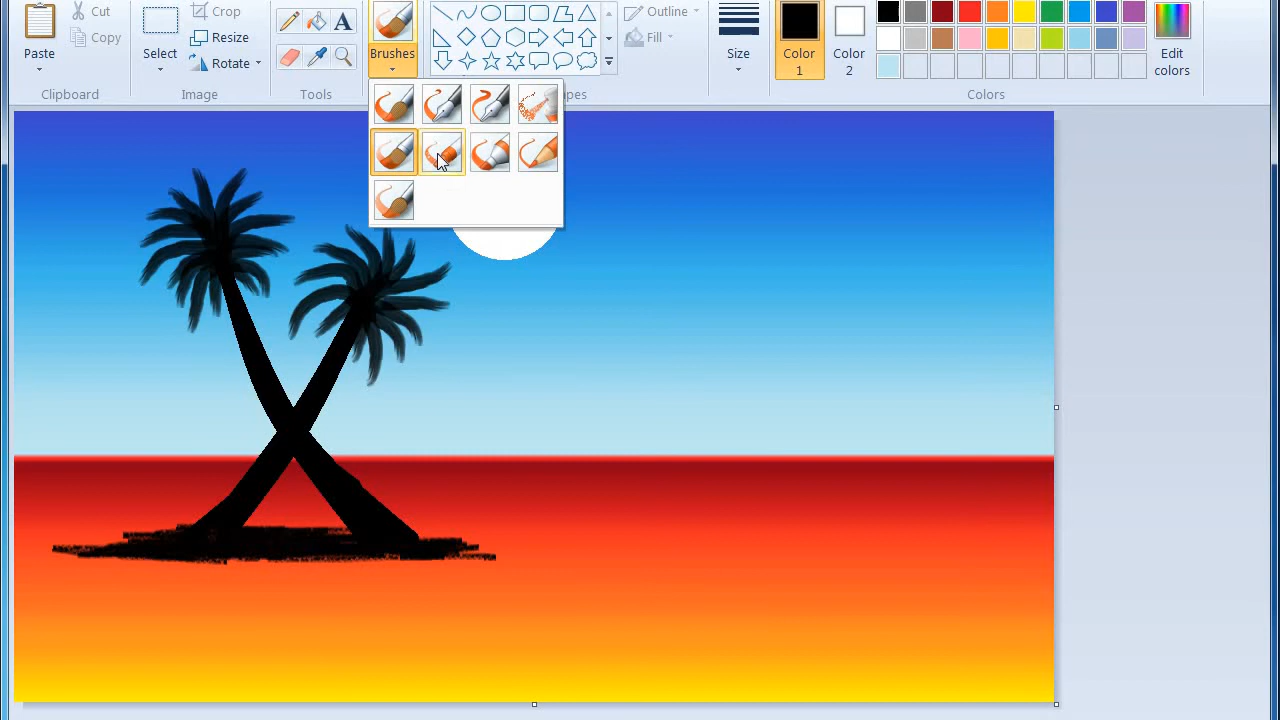 Cut
Copy
Paste
Clipboard
Select
Crop
Resize
Rotate
Image
A
Tools
Brushes
apes
Outline
Fill
Size
Color
1
Color
2
Edit
colors
Colors